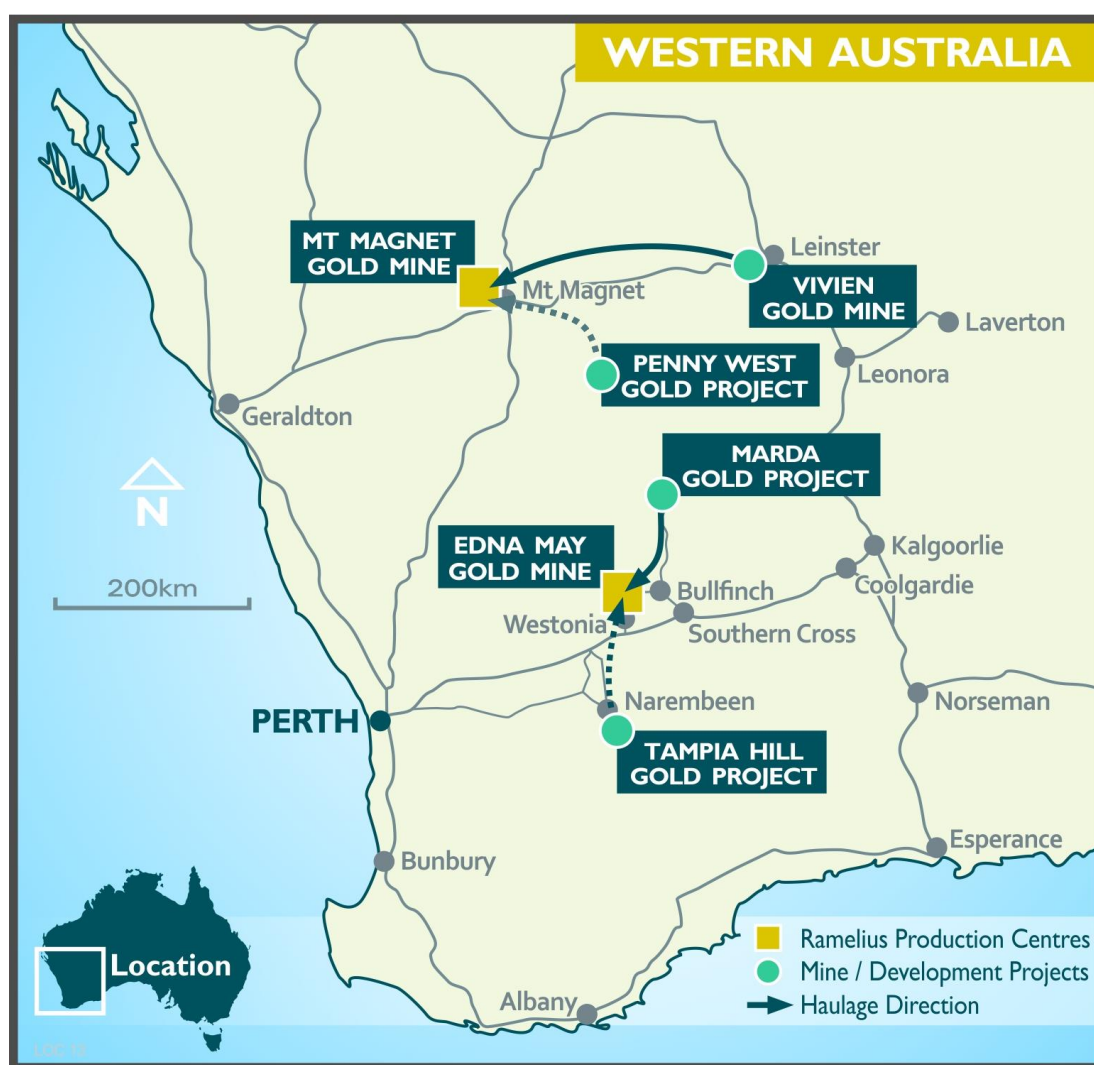 WESTERN AUSTRALIA
MT MAGNET
GOLD MINE
Leinster
VIVIEN
GOLD MINE
Mt Magnet
Laverton
PENNY WEST
GOLD PROJECT
Leonora
Geraldton
MARDA
GOLD PROJECT
N
200km
EDNA MAY
GOLD MINE
Kalgoorlie
Coolgardie
Bullfinch
Westonia
Southern Cross
Narembeen
Norseman
PERTH
TAMPIA HILL
GOLD PROJECT
Esperance
Bunbury
Location
Ramelius Production Centres
Mine / Development Projects
Haulage Direction
Albany